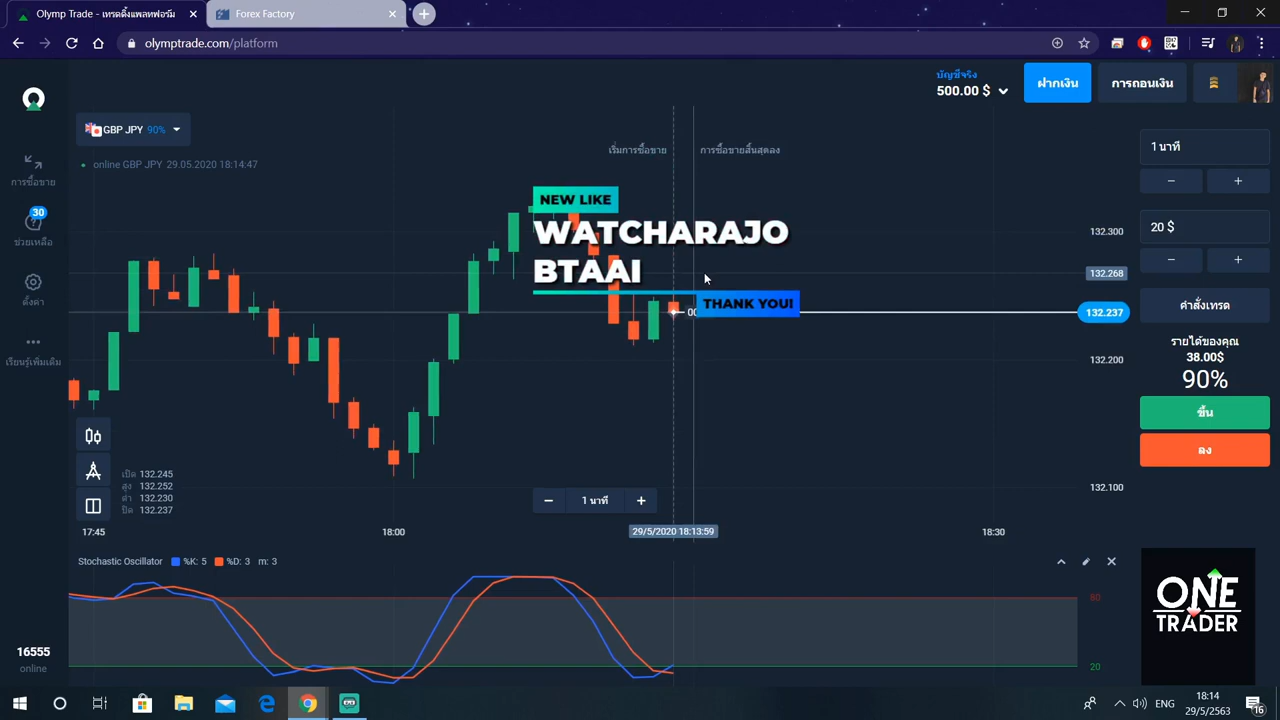 Olymp Trade - เทรดดิ้งแพลทฟอร์ม
Forex Factory
olymptrade.com/platform
บัญชีจริง
500.00 $
ฝากเงิน
การถอนเงิน
GBP JPY 90%
online GBP JPY 29.05.2020 18:14:47
เริ่มการซื้อขาย
การซื้อขายสิ้นสุดลง
การซื้อขาย
30
ช่วยเหลือ
ตั้งค่า
เรียนรู้เพิ่มเติม
NEW LIKE
WATCHARAJO
BTAAI
THANK YOU!
00
132.300
132.268
132.237
132.200
132.100
1 นาที
− +
20 $
− +
คำสั่งเทรด
รายได้ของคุณ
38.00$
90%
ขึ้น
ลง
เปิด 132.245
สูง 132.252
ต่ำ 132.230
ปิด 132.237
− 1 นาที +
17:45
18:00
29/5/2020 18:13:59
18:30
Stochastic Oscillator %K: 5 %D: 3 m: 3
80
20
16555
online
ONE
TRADER
ENG
18:14
29/5/2563
16